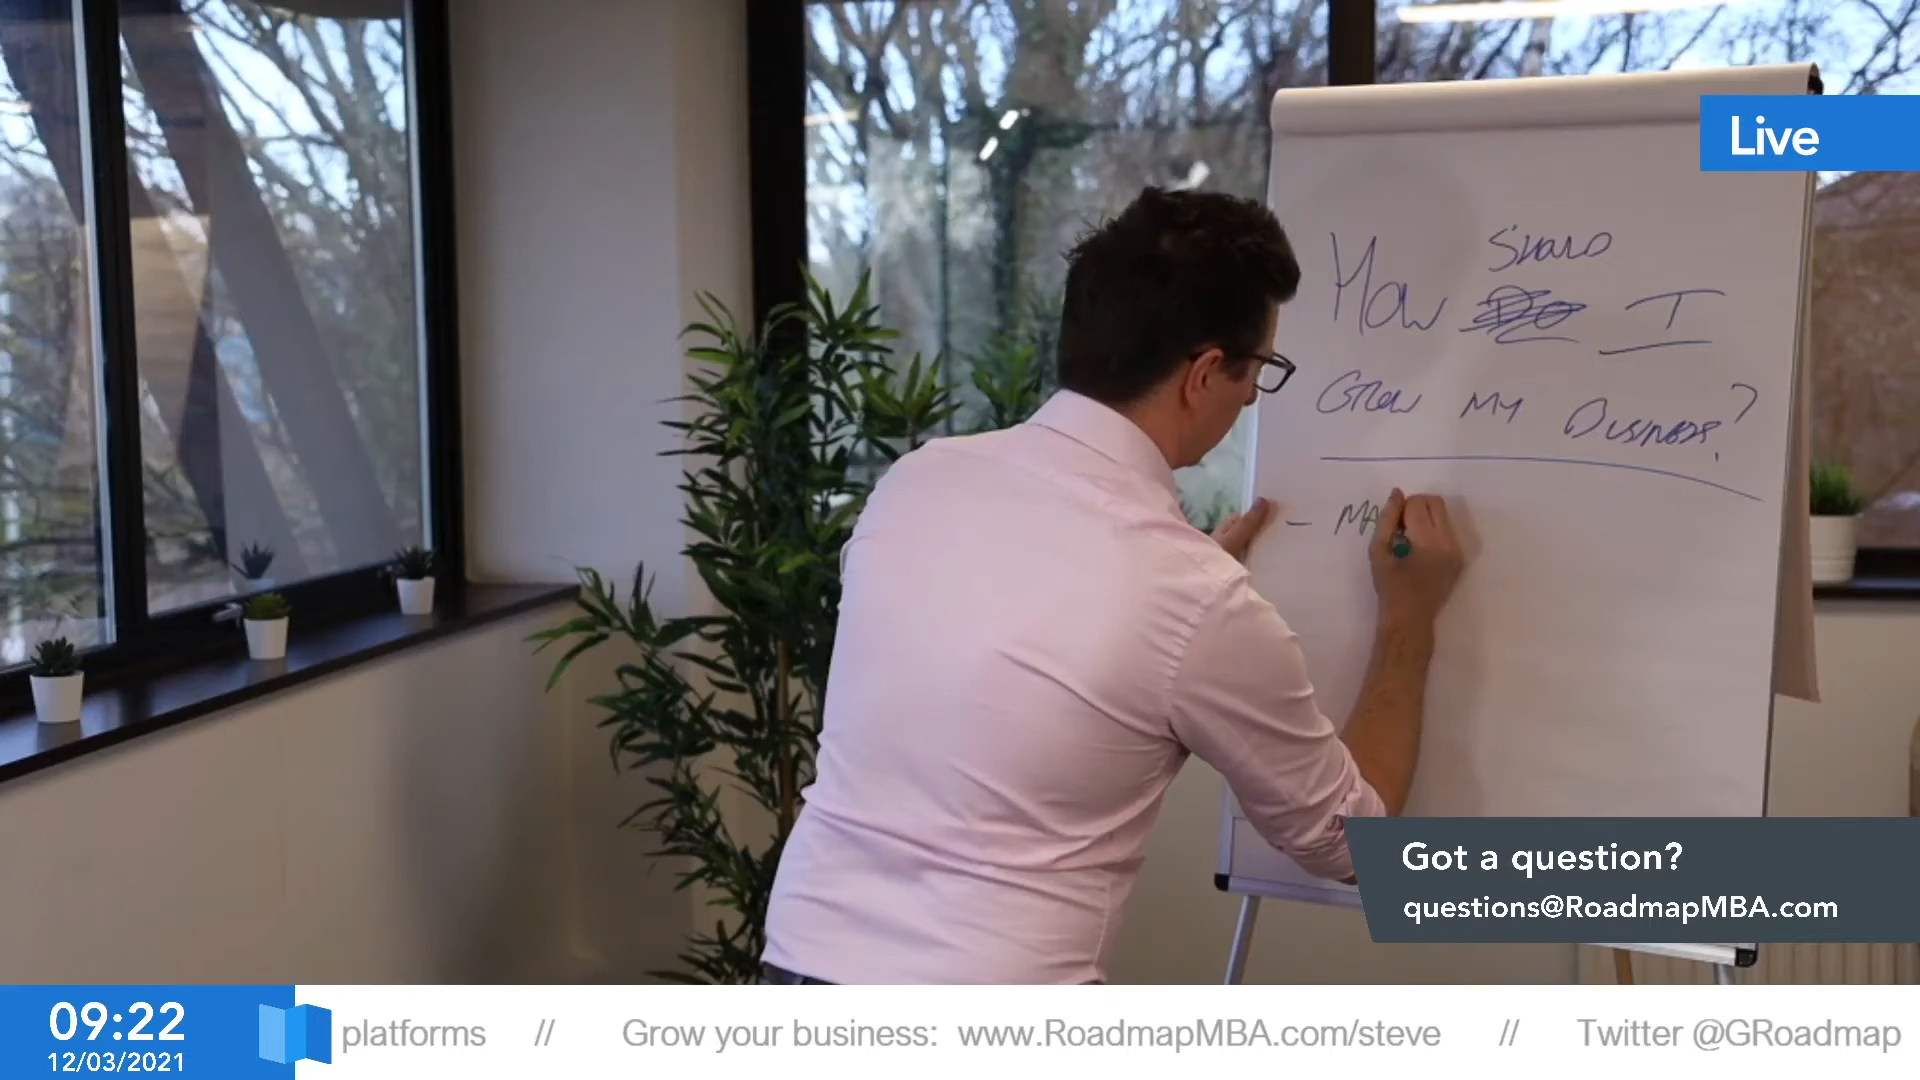 Live
Should
How I
Grow my Business?
- MA
Got a question?
questions@RoadmapMBA.com
09:22
12/03/2021
platforms // Grow your business: www.RoadmapMBA.com/steve // Twitter @GRoadmap